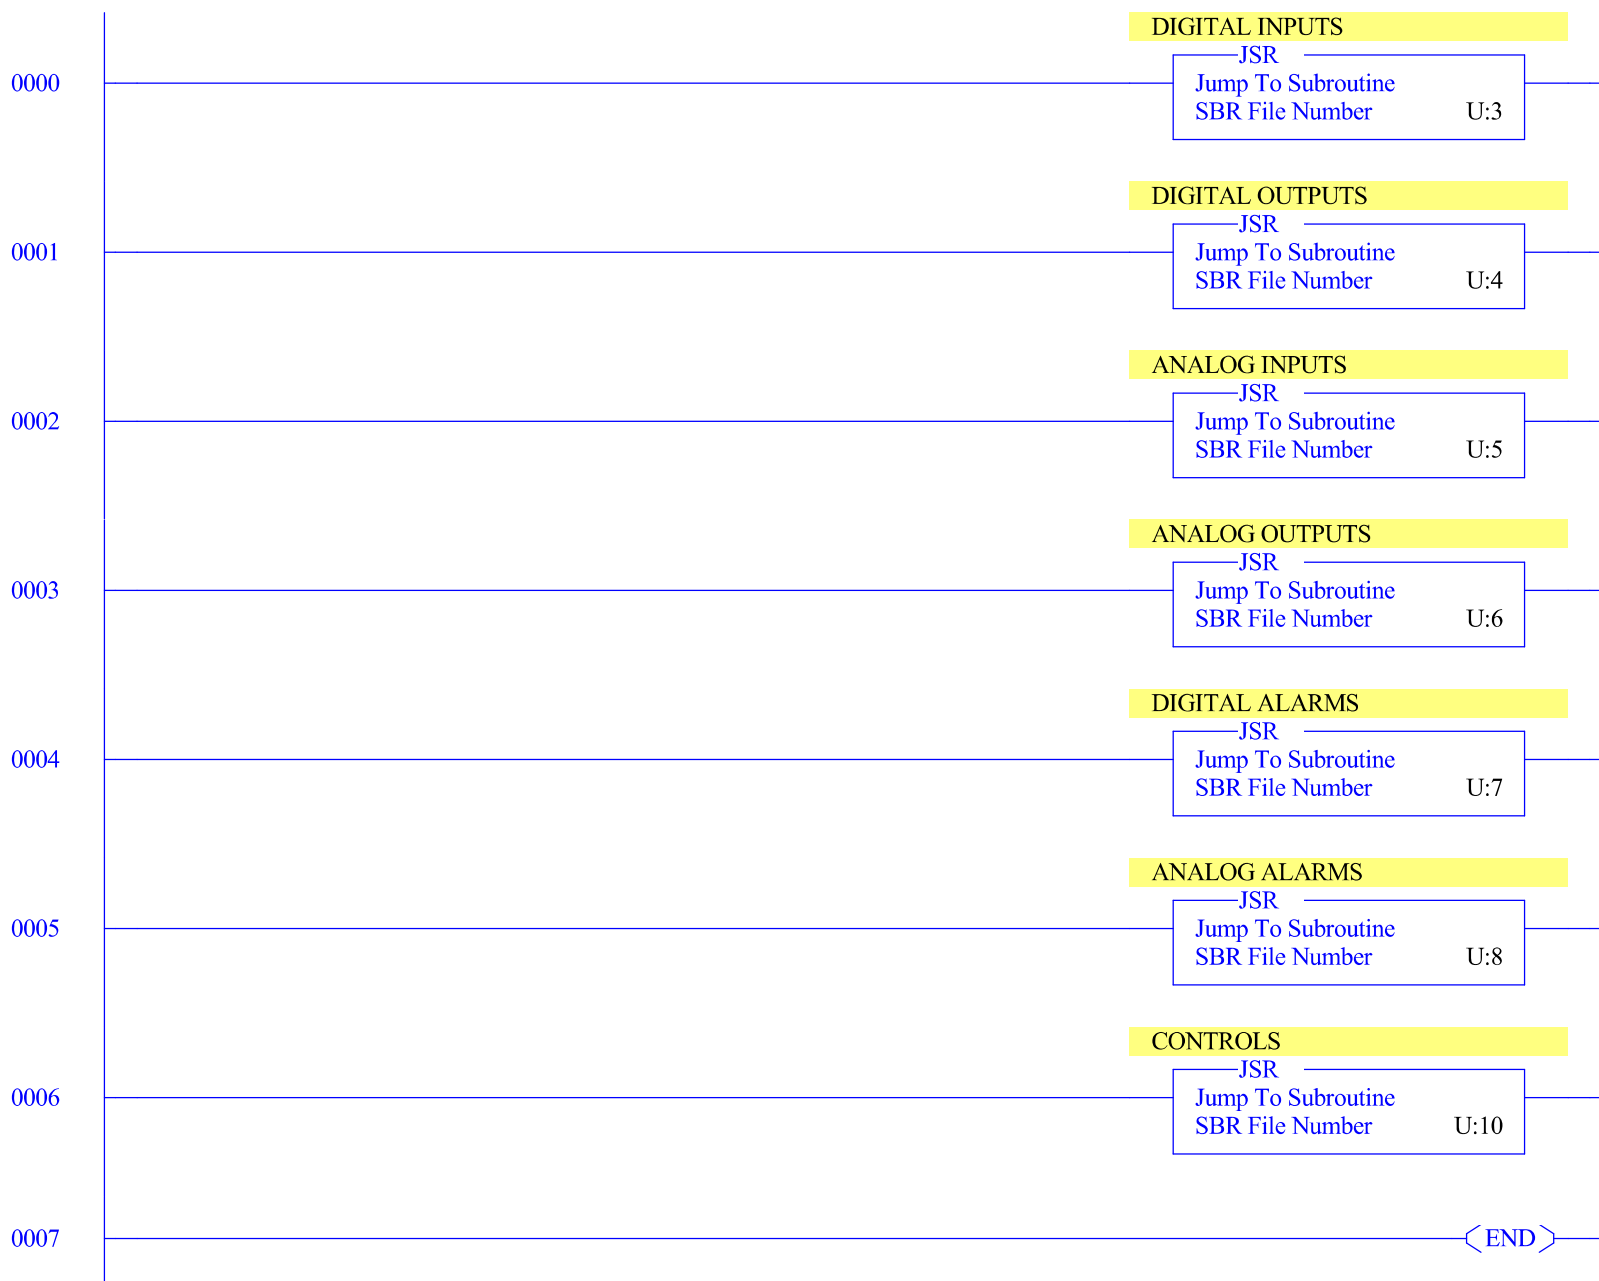 DIGITAL INPUTS
JSR
0000
Jump To Subroutine
SBR File Number U:3
DIGITAL OUTPUTS
JSR
0001
Jump To Subroutine
SBR File Number U:4
ANALOG INPUTS
JSR
0002
Jump To Subroutine
SBR File Number U:5
ANALOG OUTPUTS
JSR
0003
Jump To Subroutine
SBR File Number U:6
DIGITAL ALARMS
JSR
0004
Jump To Subroutine
SBR File Number U:7
ANALOG ALARMS
JSR
0005
Jump To Subroutine
SBR File Number U:8
CONTROLS
JSR
0006
Jump To Subroutine
SBR File Number U:10
0007
END